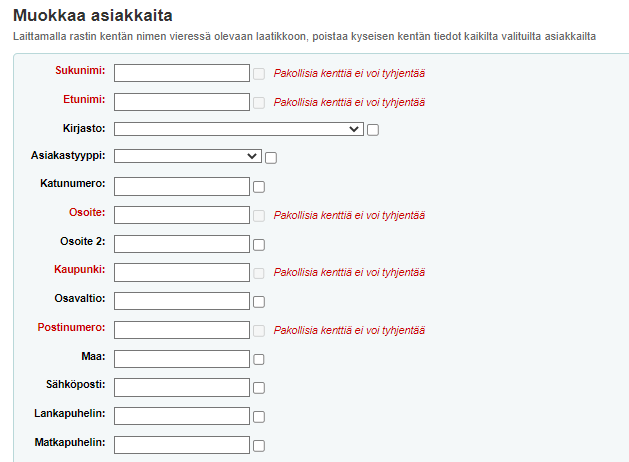 Muokkaa asiakkaita
Laittamalla rastin kentän nimen vieressä olevaan laatikkoon, poistaa kyseisen kentän tiedot kaikilta valituilta asiakkailta
Sukunimi: Pakollisia kenttiä ei voi tyhjentää
Etunimi: Pakollisia kenttiä ei voi tyhjentää
Kirjasto:
Asiakastyyppi:
Katunumero:
Osoite: Pakollisia kenttiä ei voi tyhjentää
Osoite 2:
Kaupunki: Pakollisia kenttiä ei voi tyhjentää
Osavaltio:
Postinumero: Pakollisia kenttiä ei voi tyhjentää
Maa:
Sähköposti:
Lankapuhelin:
Matkapuhelin: